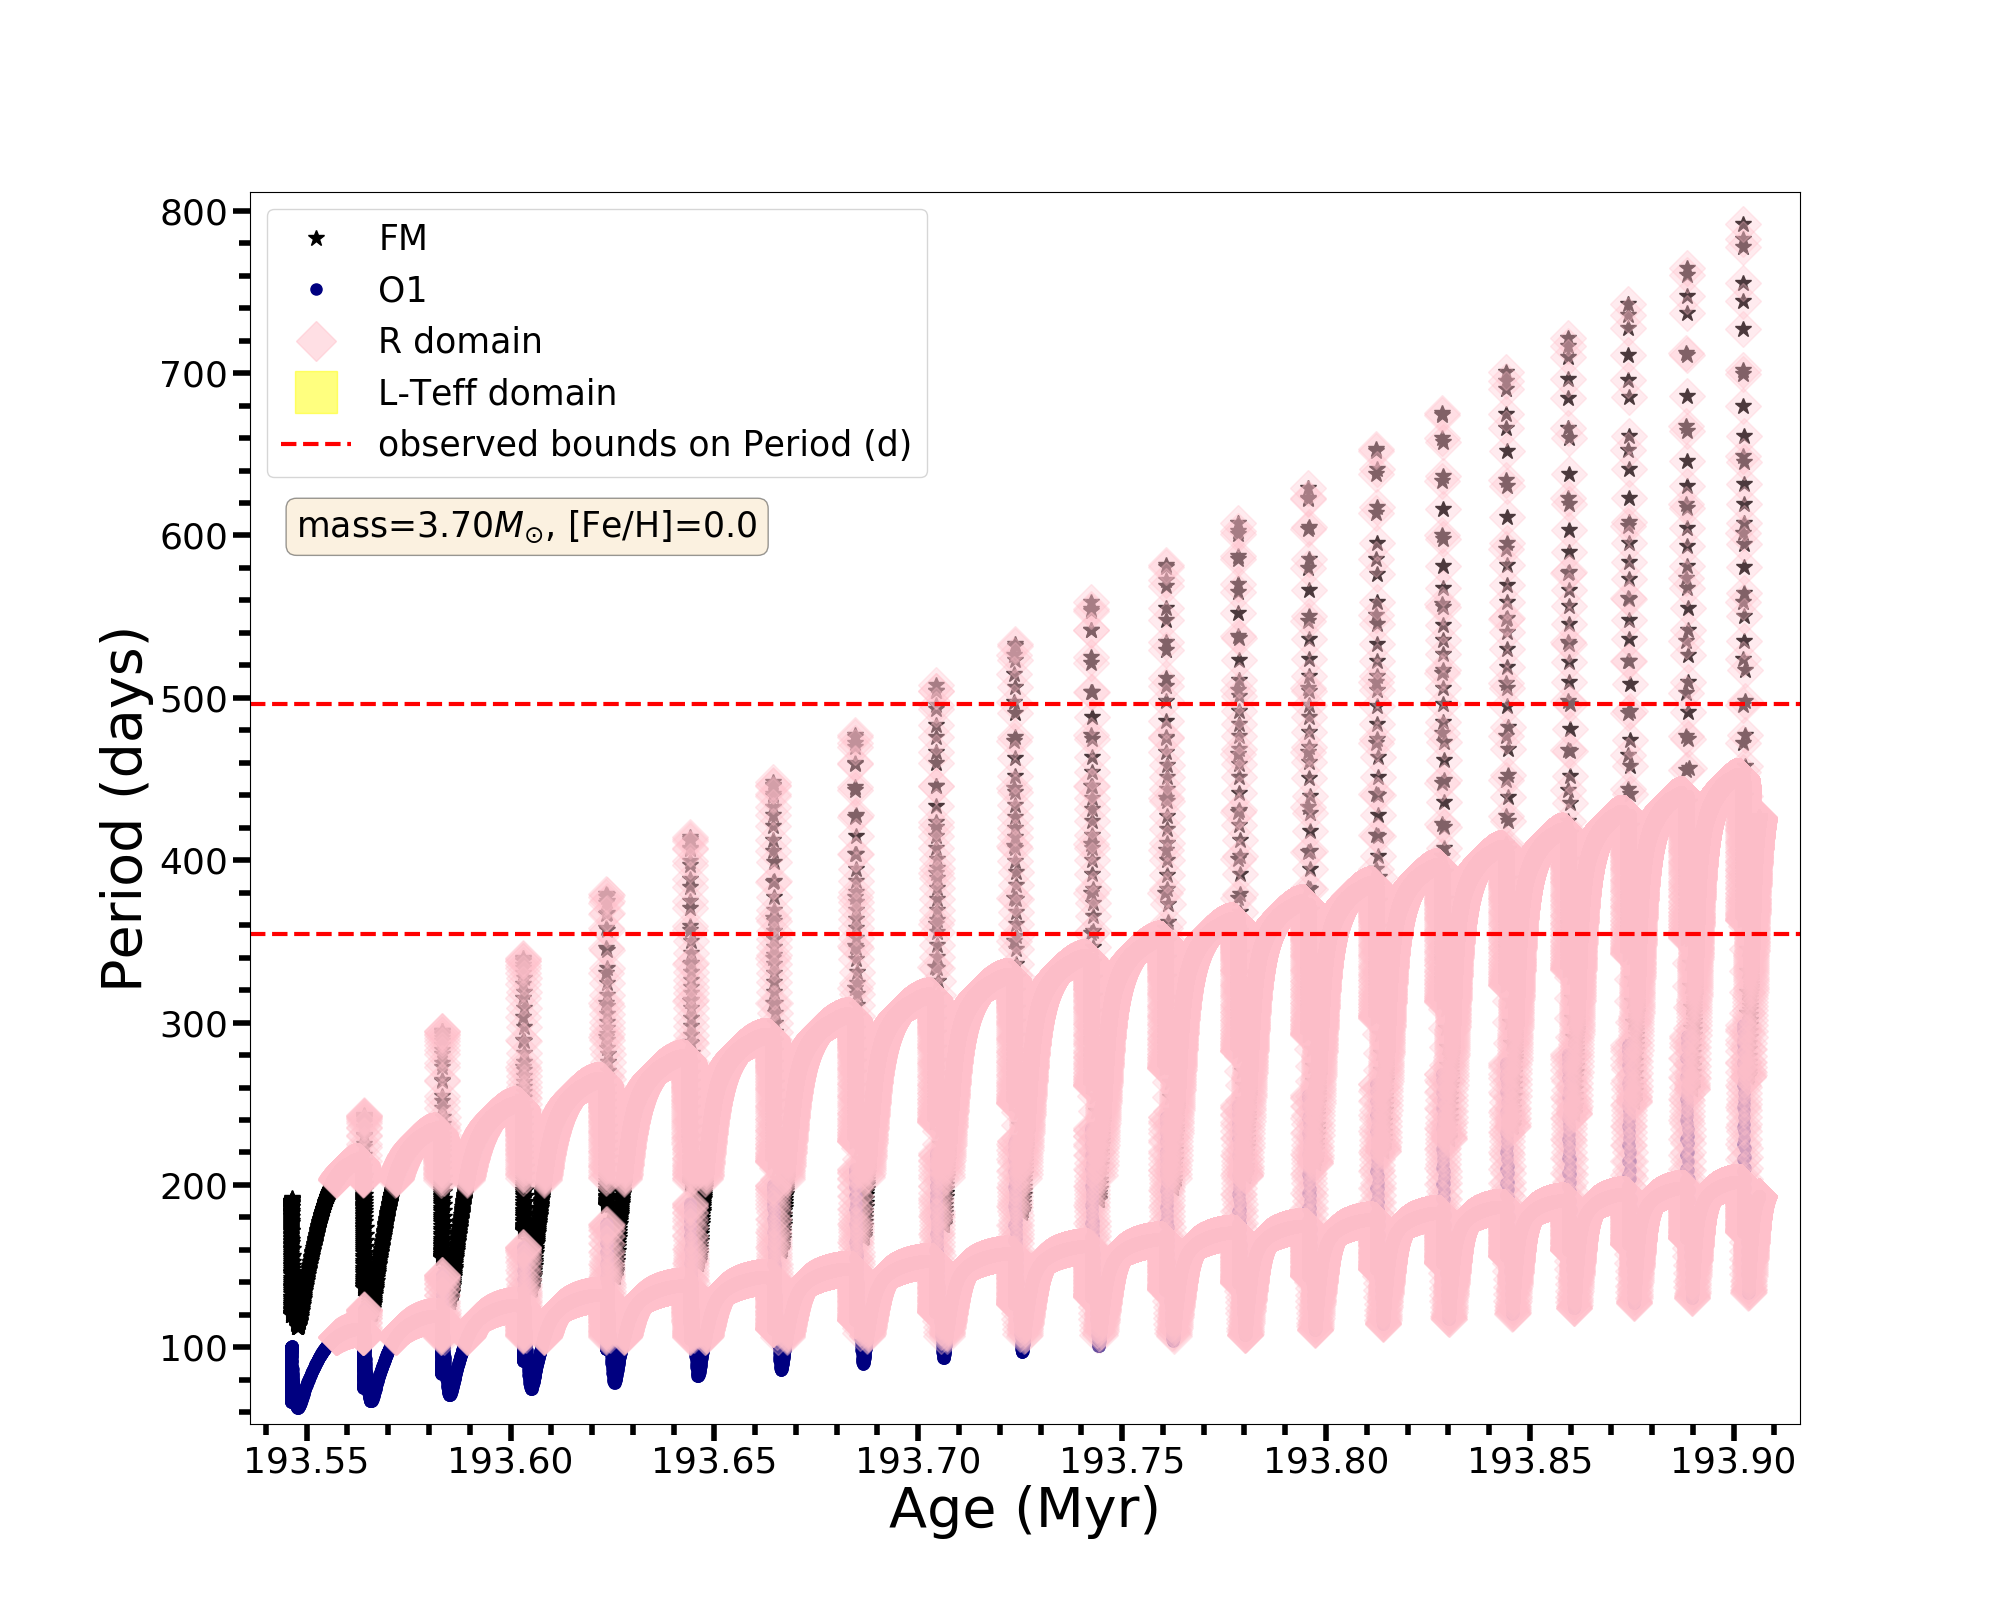 FM
O1
R domain
L-Teff domain
observed bounds on Period (d)
mass=3.70M⊙, [Fe/H]=0.0
800
700
600
500
400
300
200
100
Period (days)
193.55 193.60 193.65 193.70 193.75 193.80 193.85 193.90
Age (Myr)